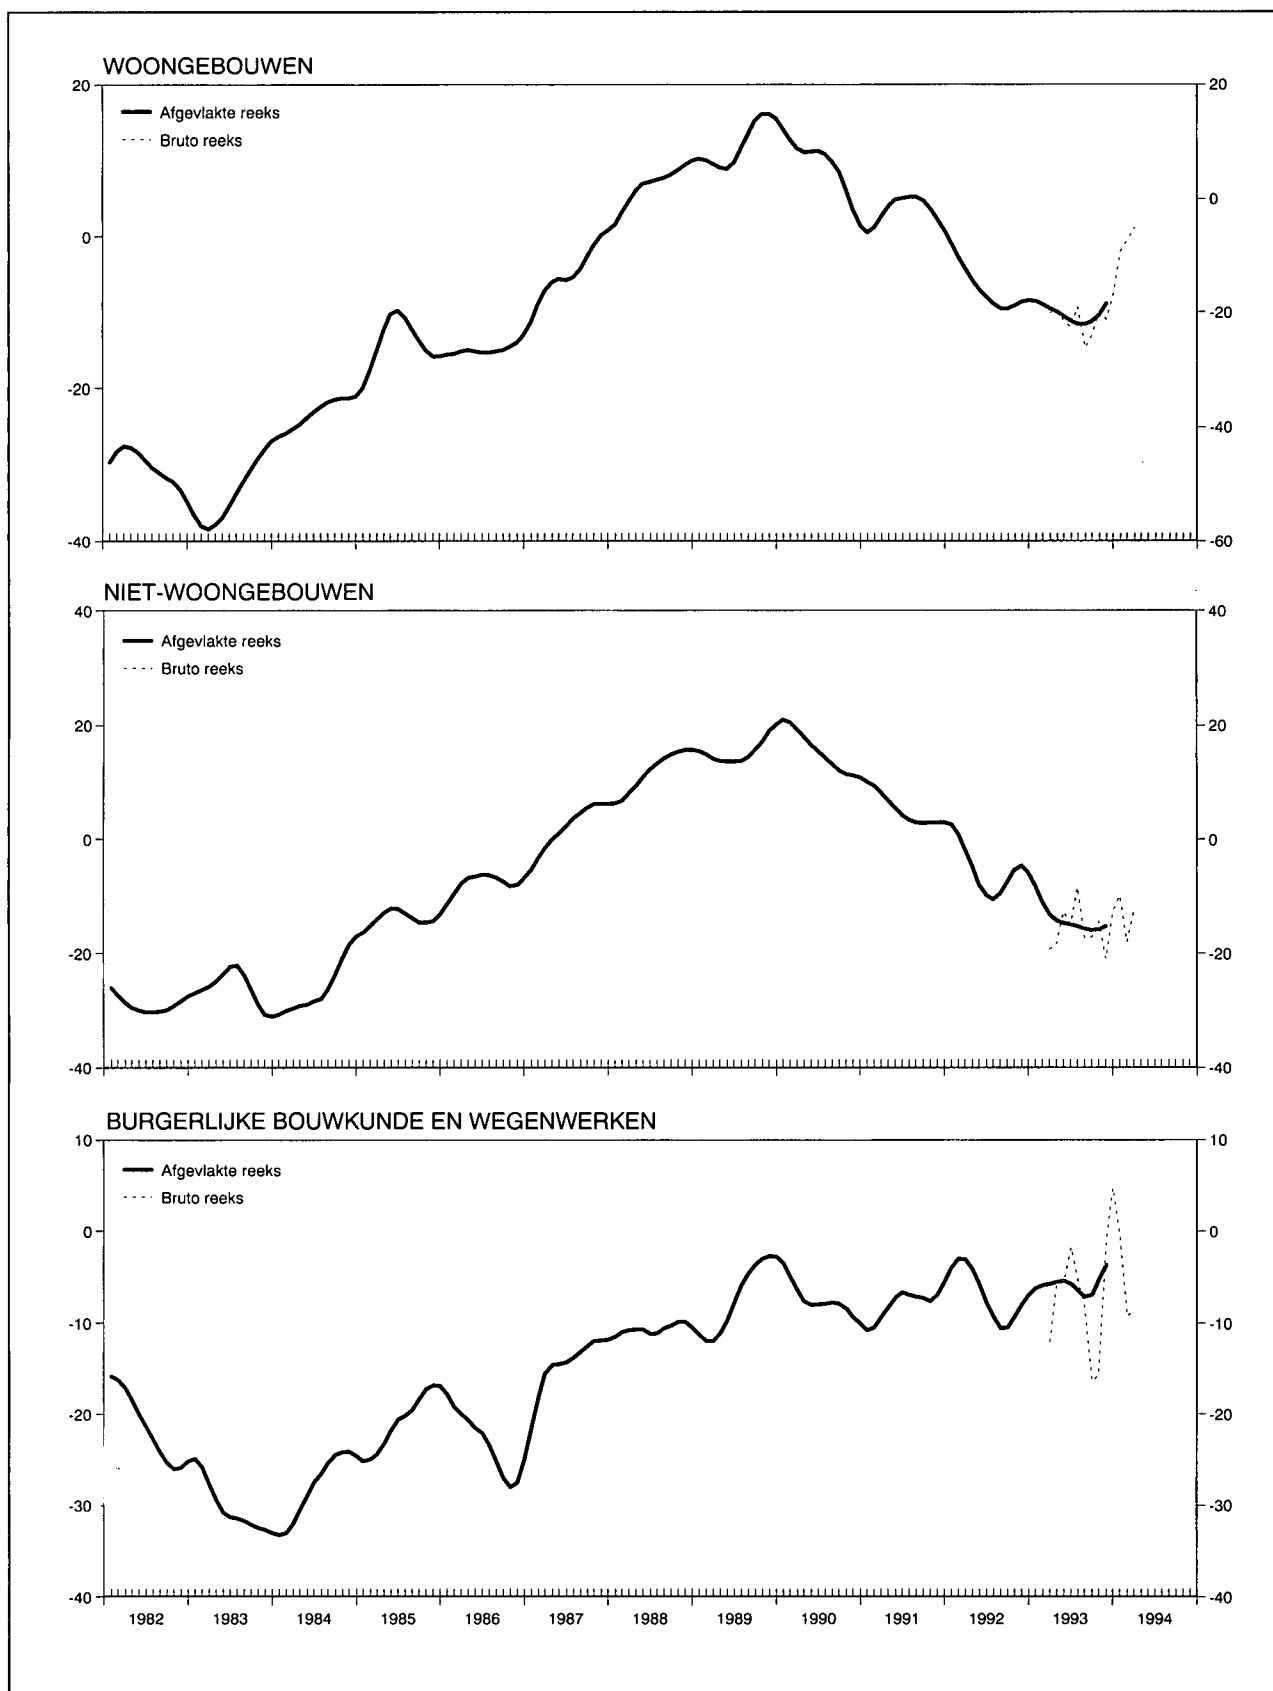 WOONGEBOUWEN
20 20
Afgevlakte reeks
Bruto reeks
0 0
-20 -20
-40
-40 -60
NIET-WOONGEBOUWEN
40 40
Afgevlakte reeks
Bruto reeks
20 20
0 0
-20 -20
-40 -40
BURGERLIJKE BOUWKUNDE EN WEGENWERKEN
10 10
Afgevlakte reeks
Bruto reeks
0 0
-10 -10
-20 -20
-30 -30
-40 -40
1982 1983 1984 1985 1986 1987 1988 1989 1990 1991 1992 1993 1994